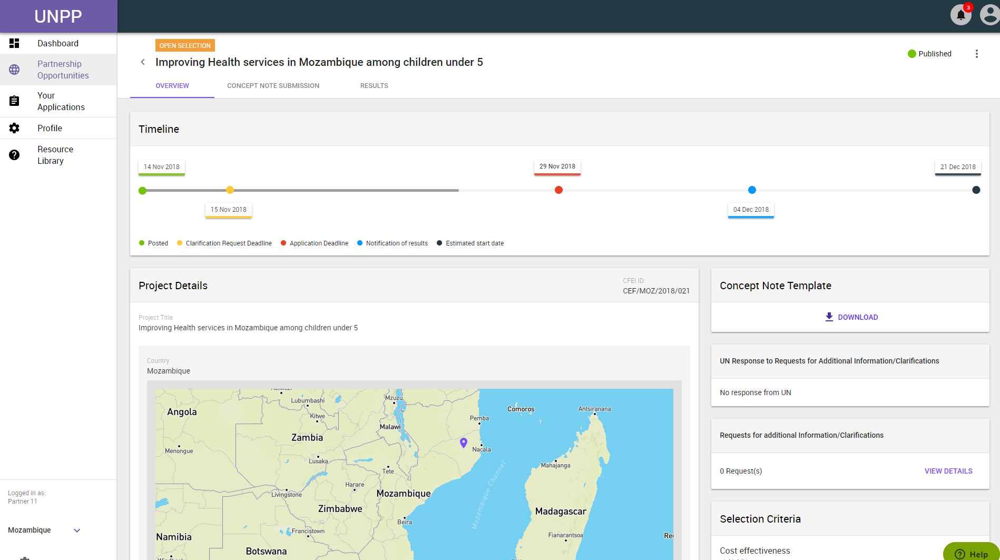 UNPP
3
Dashboard
Partnership
Opportunities
Your
Applications
Profile
Resource
Library
Logged in as:
Partner 11
Mozambique
OPEN SELECTION
Improving Health services in Mozambique among children under 5
Published
OVERVIEW
CONCEPT NOTE SUBMISSION
RESULTS
Timeline
14 Nov 2018
29 Nov 2018
21 Dec 2018
15 Nov 2018
04 Dec 2018
Posted
Clarification Request Deadline
Application Deadline
Notification of results
Estimated start date
Project Details
CFEI ID:
CEF/MOZ/2018/021
Project Title
Improving Health services in Mozambique among children under 5
Country
Mozambique
Mzuzu
Lubumbashi
Angola
Comoros
Antsiranana
Kitwe
Pemba
Malawi
Zambia
Menongue
Nacala
Lusaka
Mahajanga
Tete
Harare
Livingstone
Mozambique
Mozambique Channel
Zimbabwe
Madagascar
Beira
Francistown
Namibia
Fianarantsoa
Botswana
Concept Note Template
DOWNLOAD
UN Response to Requests for Additional Information/Clarifications
No response from UN
Requests for additional Information/Clarifications
0 Request(s)
VIEW DETAILS
Selection Criteria
Cost effectiveness
Help